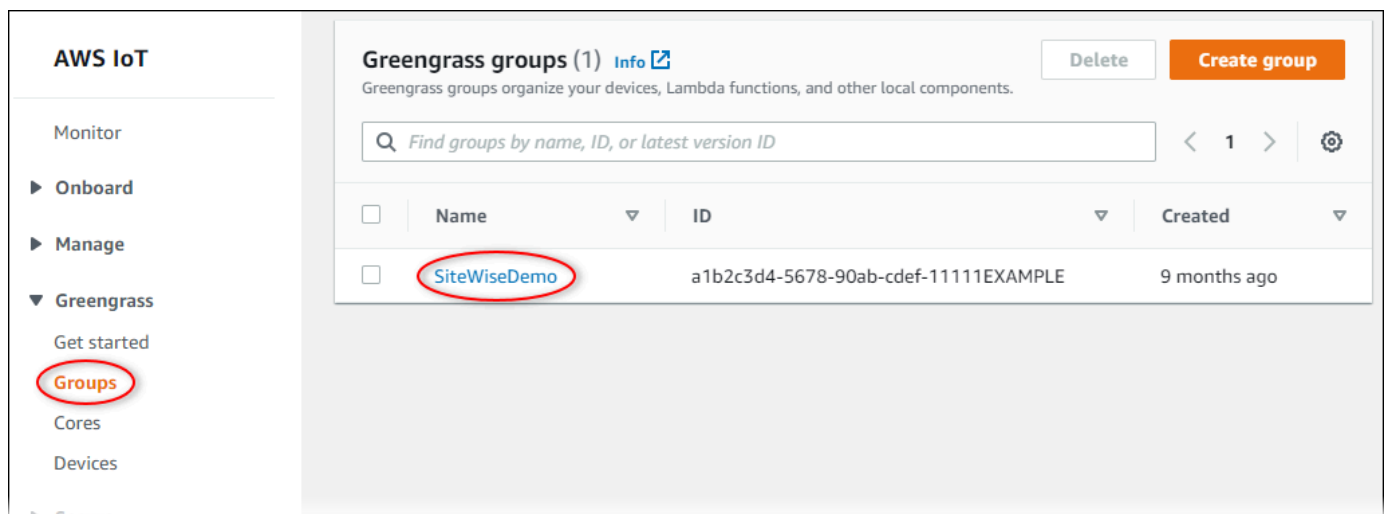 AWS IoT
Monitor
Onboard
Manage
Greengrass
Get started
Groups
Cores
Devices
Greengrass groups (1) Info
Delete
Create group
Greengrass groups organize your devices, Lambda functions, and other local components.
Find groups by name, ID, or latest version ID
1
Name ID Created
SiteWiseDemo a1b2c3d4-5678-90ab-cdef-11111EXAMPLE 9 months ago